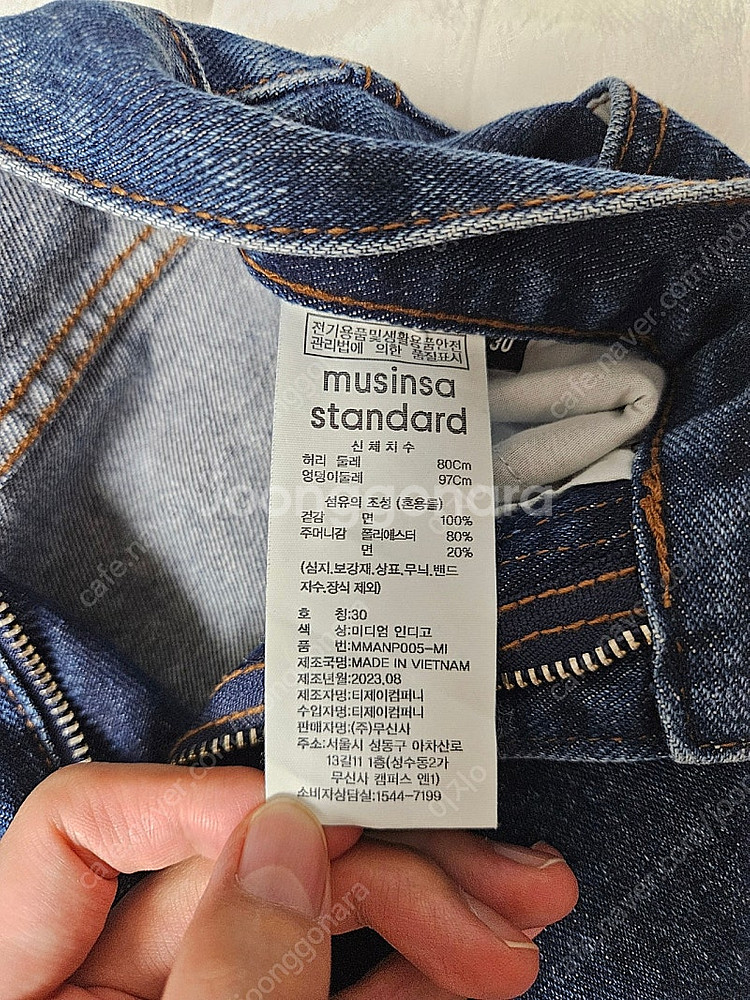 전기용품및생활용품안전
관리법에 의한 품질표시
30
musinsa
standard
신체치수
허리 둘레 80Cm
엉덩이둘레 97Cm
섬유의 조성 (혼용률)
겉감 면 100%
주머니감 폴리에스터 80%
면 20%
(심지.보강재.상표.무늬.밴드
자수.장식 제외)
호 칭:30
색 상:미디엄 인디고
품 번:MMANP005-MI
제조국명:MADE IN VIETNAM
제조년월:2023.08
제조자명:티제이컴퍼니
수입자명:티제이컴퍼니
판매자명:(주)무신사
주소:서울시 성동구 아차산로
13길11 1층(성수동2가
무신사 캠퍼스 엔1)
소비자상담실:1544-7199
joonggonara
cafe.naver.com/joonggonara